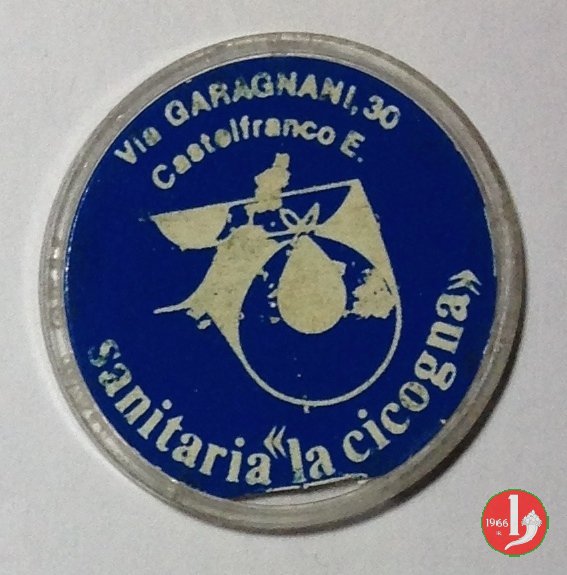 Via GARAGNANI, 30
Castelfranco E.
sanitaria «la cicogna»
1966